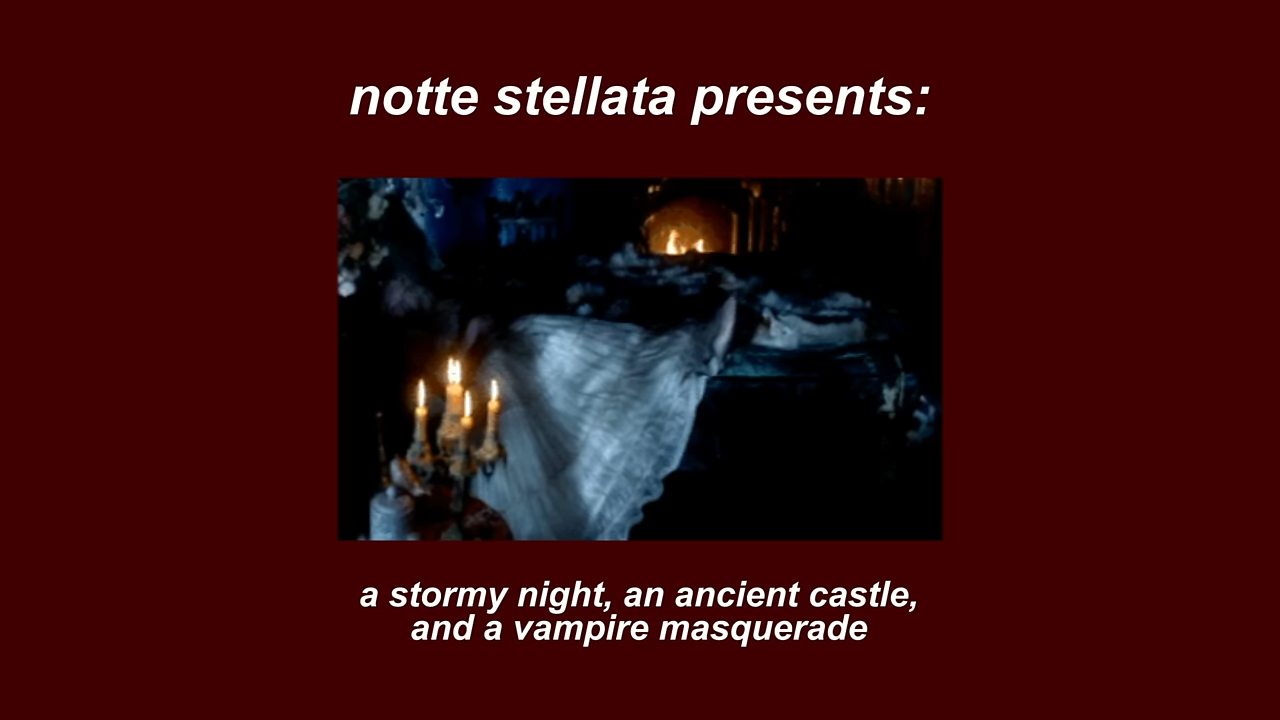 notte stellata presents:
a stormy night, an ancient castle,
and a vampire masquerade